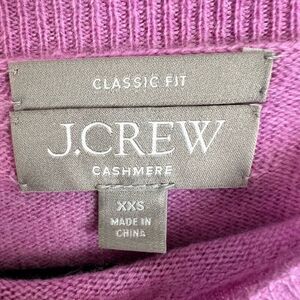 CLASSIC FIT
J.CREW
CASHMERE
XXS
MADE IN
CHINA